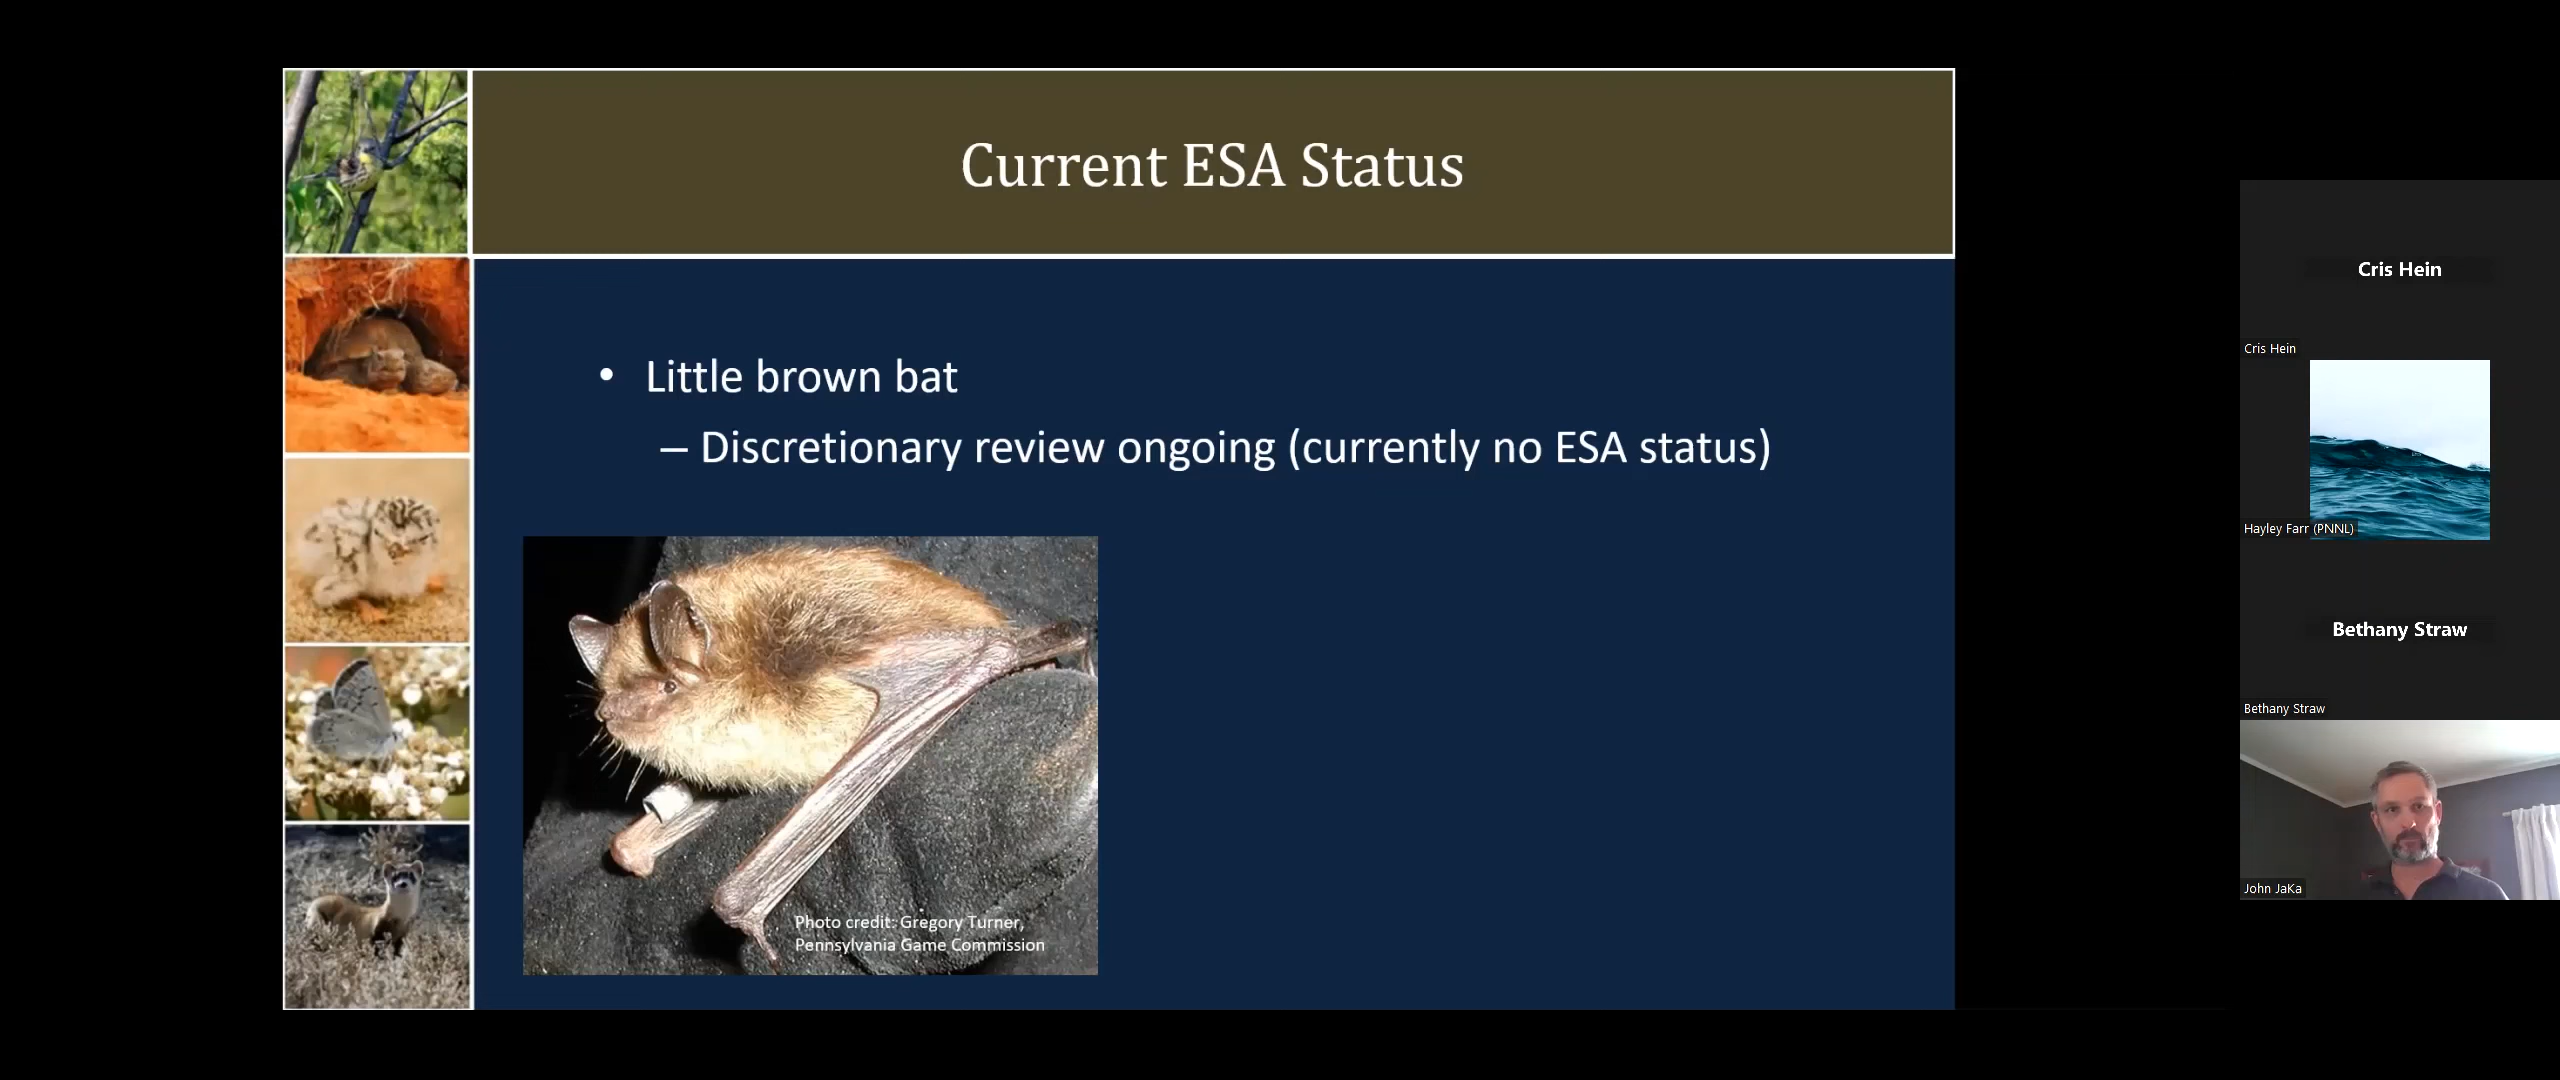 Current ESA Status
• Little brown bat
– Discretionary review ongoing (currently no ESA status)
Photo credit: Gregory Turner,
Pennsylvania Game Commission
Cris Hein
Cris Hein
Hayley Farr (PNNL)
Bethany Straw
Bethany Straw
John JaKa